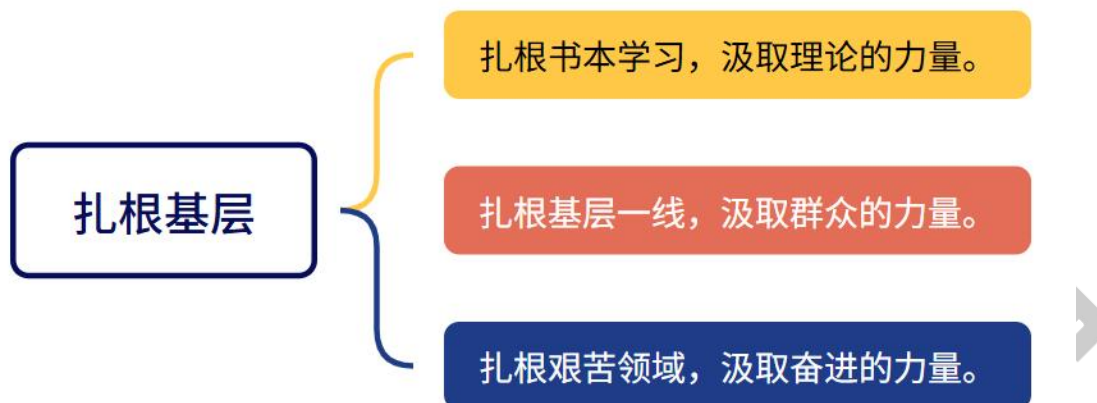 扎根书本学习，汲取理论的力量。
扎根基层
扎根基层一线，汲取群众的力量。
扎根艰苦领域，汲取奋进的力量。